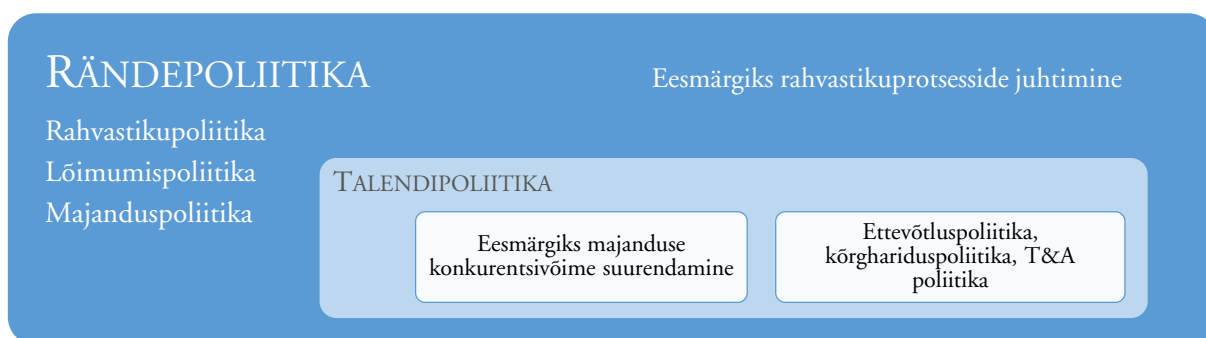 RÄNDEPOLIITIKA
Eesmärgiks rahvastikuprotsesside juhtimine
Rahvastikupoliitika
Lõimumispoliitika
Majanduspoliitika
TALENDIPOLIITIKA
Eesmärgiks majanduse
konkurentsivõime suurendamine
Ettevõtluspoliitika,
kõrghariduspoliitika, T&A
poliitika